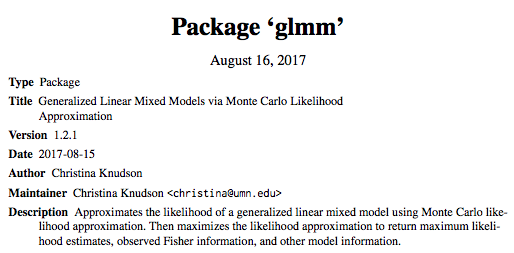 Package ‘glmm’
August 16, 2017
Type Package
Title Generalized Linear Mixed Models via Monte Carlo Likelihood
Approximation
Version 1.2.1
Date 2017-08-15
Author Christina Knudson
Maintainer Christina Knudson <christina@umn.edu>
Description Approximates the likelihood of a generalized linear mixed model using Monte Carlo like-
lihood approximation. Then maximizes the likelihood approximation to return maximum likeli-
hood estimates, observed Fisher information, and other model information.